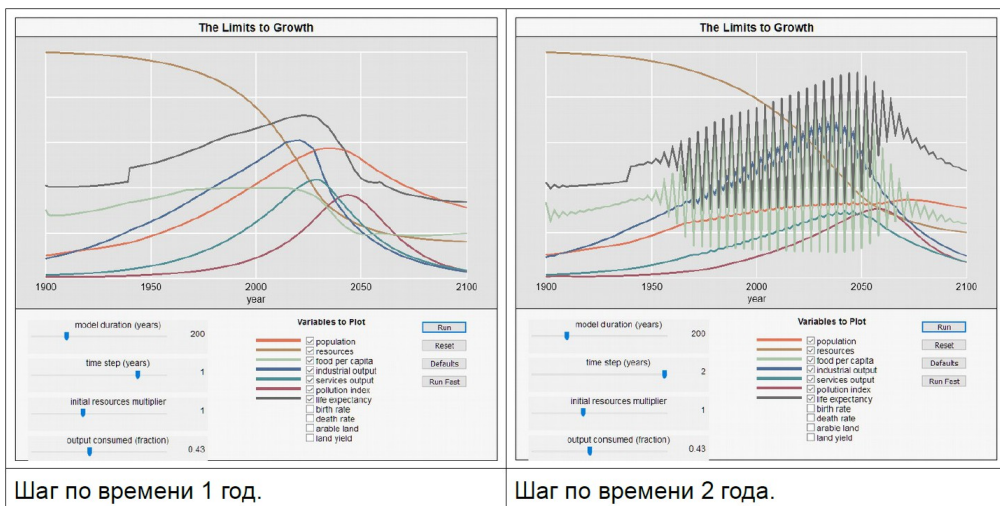 The Limits to Growth
1900 1950 2000 2050 2100
year
model duration (years)
200
time step (years)
1
initial resources multiplier
1
output consumed (fraction)
0.43
Variables to Plot
population
resources
food per capita
industrial output
services output
pollution index
life expectancy
birth rate
death rate
arable land
land yield
Run
Reset
Defaults
Run Fast
Шаг по времени 1 год.
The Limits to Growth
1900 1950 2000 2050 2100
year
model duration (years)
200
time step (years)
2
initial resources multiplier
1
output consumed (fraction)
0.43
Variables to Plot
population
resources
food per capita
industrial output
services output
pollution index
life expectancy
birth rate
death rate
arable land
land yield
Run
Reset
Defaults
Run Fast
Шаг по времени 2 года.